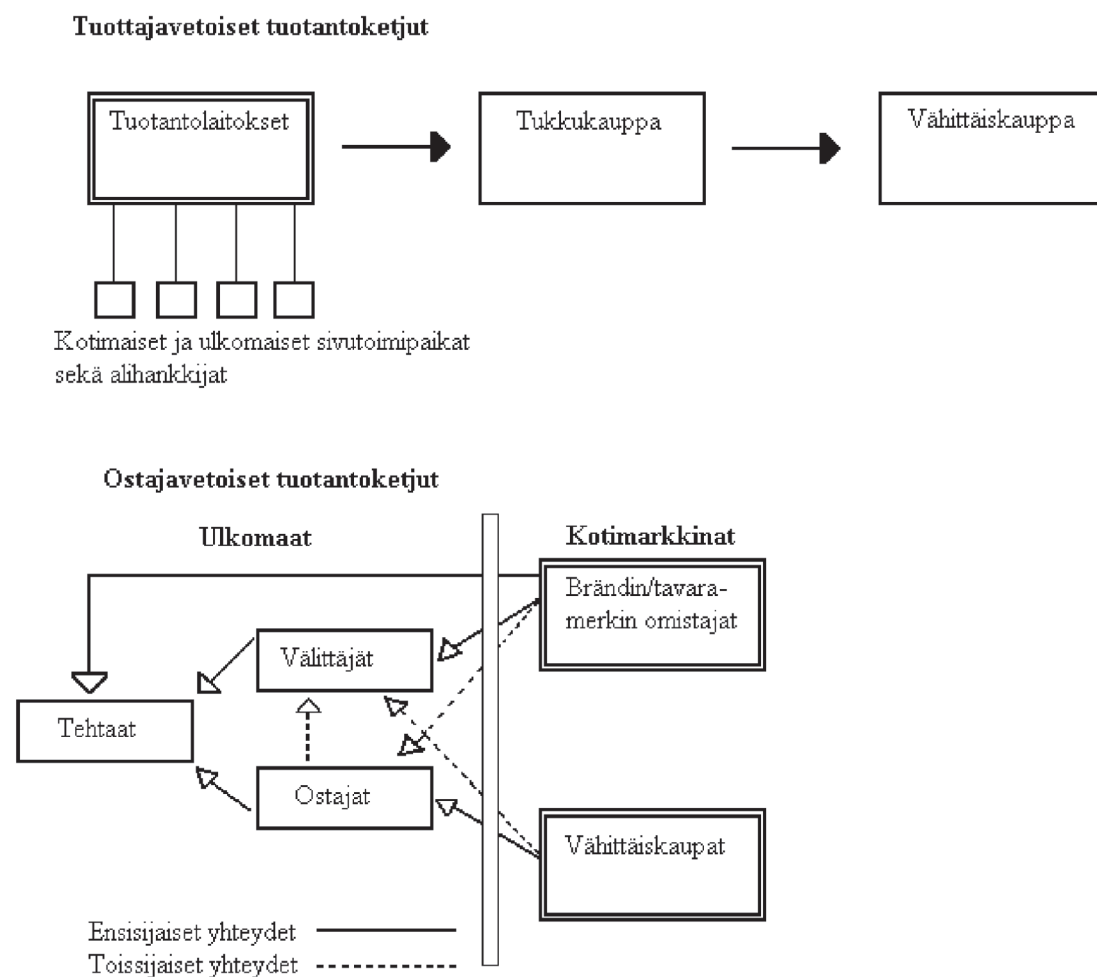 Tuottajavetoiset tuotantoketjut
Tuotantolaitokset
Tukkukauppa
Vähittäiskauppa
Kotimaiset ja ulkomaiset sivutoimipaikat
sekä alihankkijat
Ostajavetoiset tuotantoketjut
Ulkomaat
Kotimarkkinat
Brändin/tavara-
merkin omistajat
Välittäjät
Tehtaat
Ostajat
Vähittäiskaupat
Ensisijaiset yhteydet
Toissijaiset yhteydet